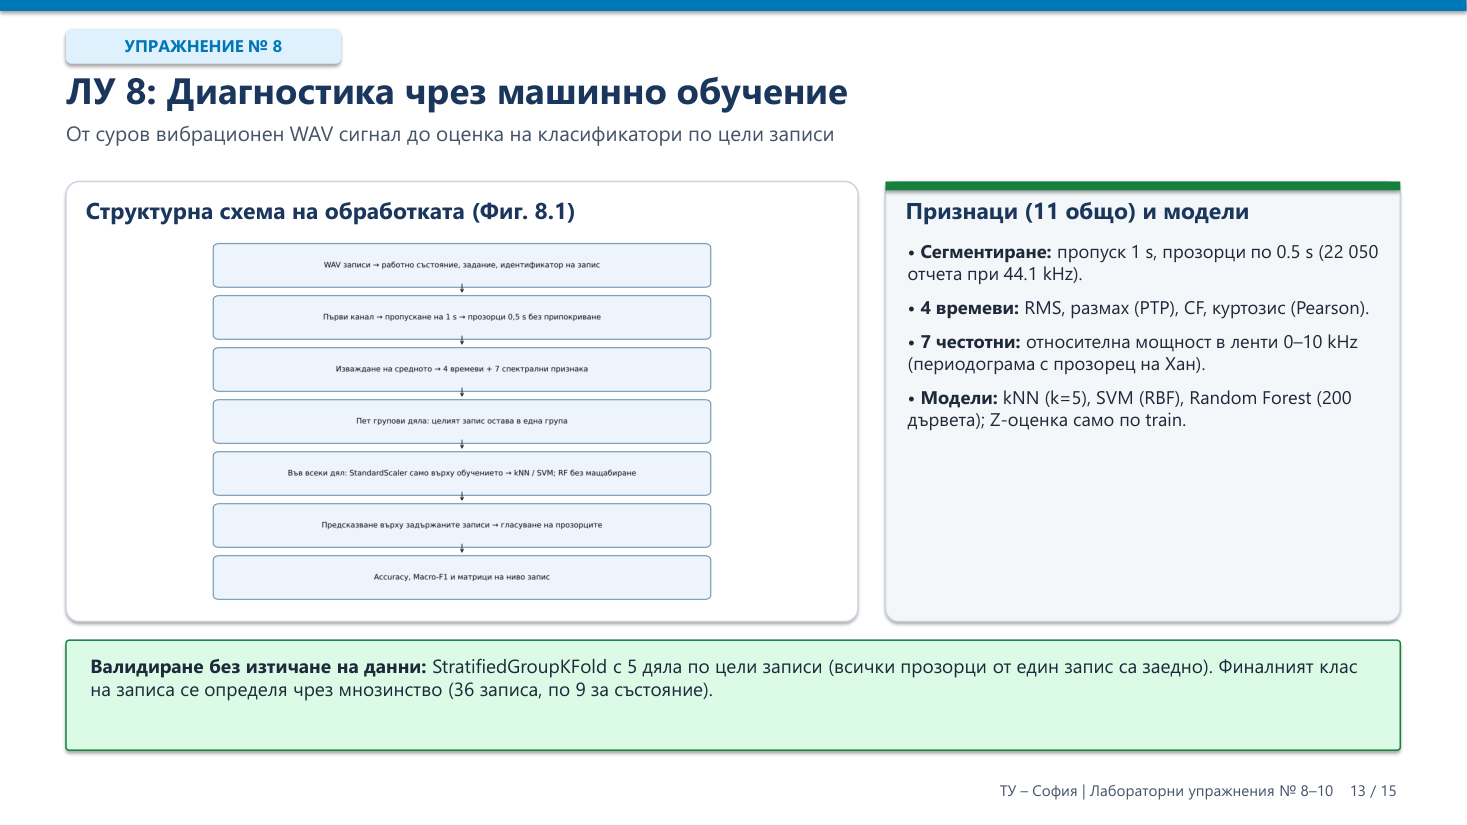 УПРАЖНЕНИЕ № 8
ЛУ 8: Диагностика чрез машинно обучение
От суров вибрационен WAV сигнал до оценка на класификатори по цели записи
Структурна схема на обработката (Фиг. 8.1)
WAV записи → работно състояние, задание, идентификатор на запис
Първи канал → пропускане на 1 s → прозорци 0,5 s без припокриване
Изваждане на средното → 4 времеви + 7 спектрални признака
Пет групови дяла: целият запис остава в една група
Във всеки дял: StandardScaler само върху обучението → kNN / SVM; RF без мащабиране
Предсказване върху задържаните записи → гласуване на прозорците
Accuracy, Macro-F1 и матрици на ниво запис
Признаци (11 общо) и модели
• Сегментиране: пропуск 1 s, прозорци по 0.5 s (22 050
отчета при 44.1 kHz).
• 4 времеви: RMS, размах (PTP), CF, куртозис (Pearson).
• 7 честотни: относителна мощност в ленти 0–10 kHz
(периодограма с прозорец на Хан).
• Модели: kNN (k=5), SVM (RBF), Random Forest (200
дървета); Z-оценка само по train.
Валидиране без изтичане на данни: StratifiedGroupKFold с 5 дяла по цели записи (всички прозорци от един запис са заедно). Финалният клас
на записа се определя чрез мнозинство (36 записа, по 9 за състояние).
ТУ – София | Лабораторни упражнения № 8–10 13 / 15